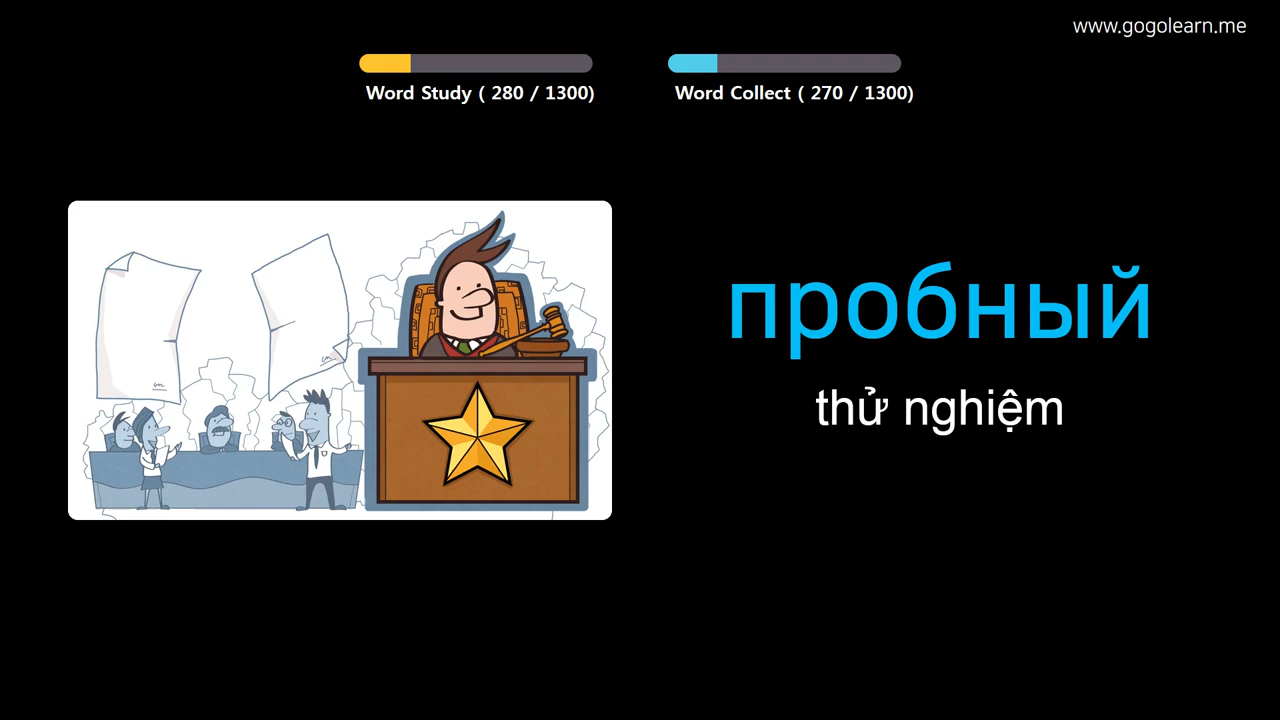 www.gogolearn.me
Word Study ( 280 / 1300)
Word Collect ( 270 / 1300)
пробный
thử nghiệm